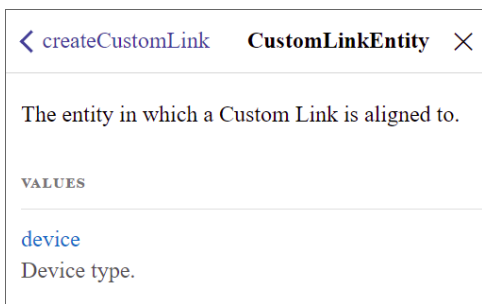 createCustomLink CustomLinkEntity
The entity in which a Custom Link is aligned to.
VALUES
device
Device type.